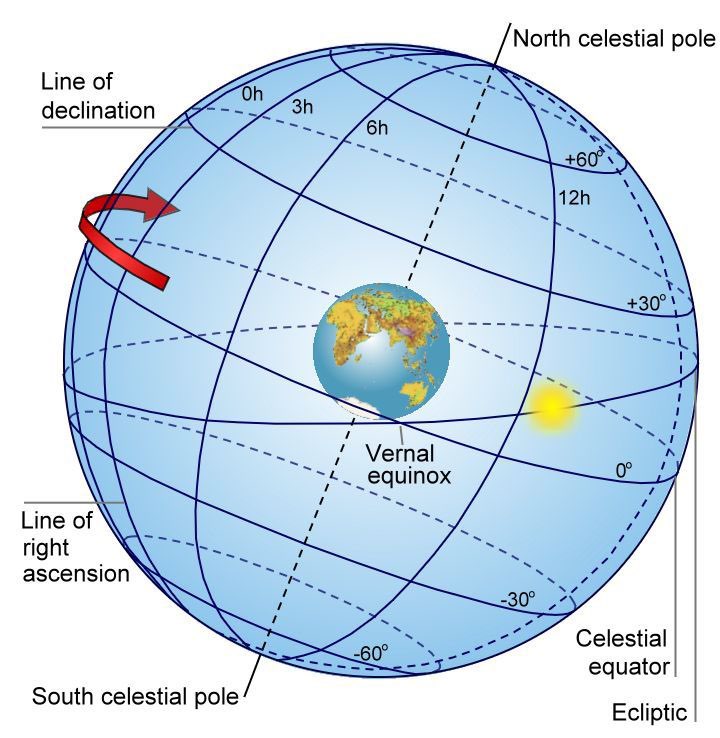 North celestial pole
Line of
declination
0h
3h
6h
+60°
12h
+30°
Vernal
equinox
0°
Line of
right
ascension
-30°
Celestial
equator
-60°
South celestial pole
Ecliptic